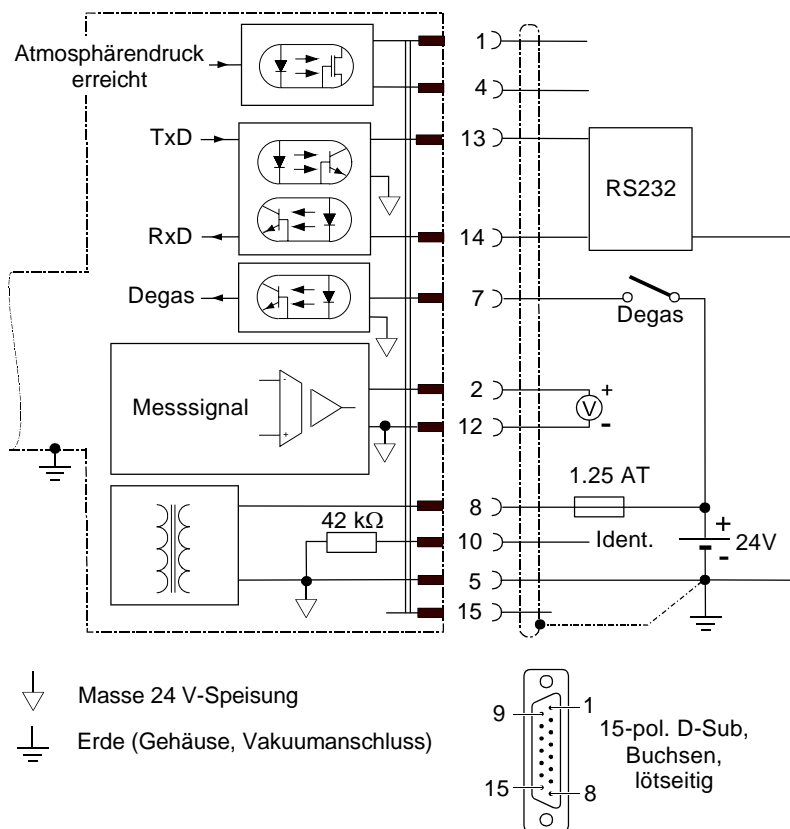 Atmosphärendruck
erreicht
1
4
TxD
13
RS232
RxD
14
Degas
7
Degas
Messsignal
-
+
2
12
V
+
-
1.25 AT
8
42 kΩ
10
Ident.
+
-
24V
5
15
Masse 24 V-Speisung
Erde (Gehäuse, Vakuumanschluss)
9
1
15
8
15-pol. D-Sub,
Buchsen,
lötseitig